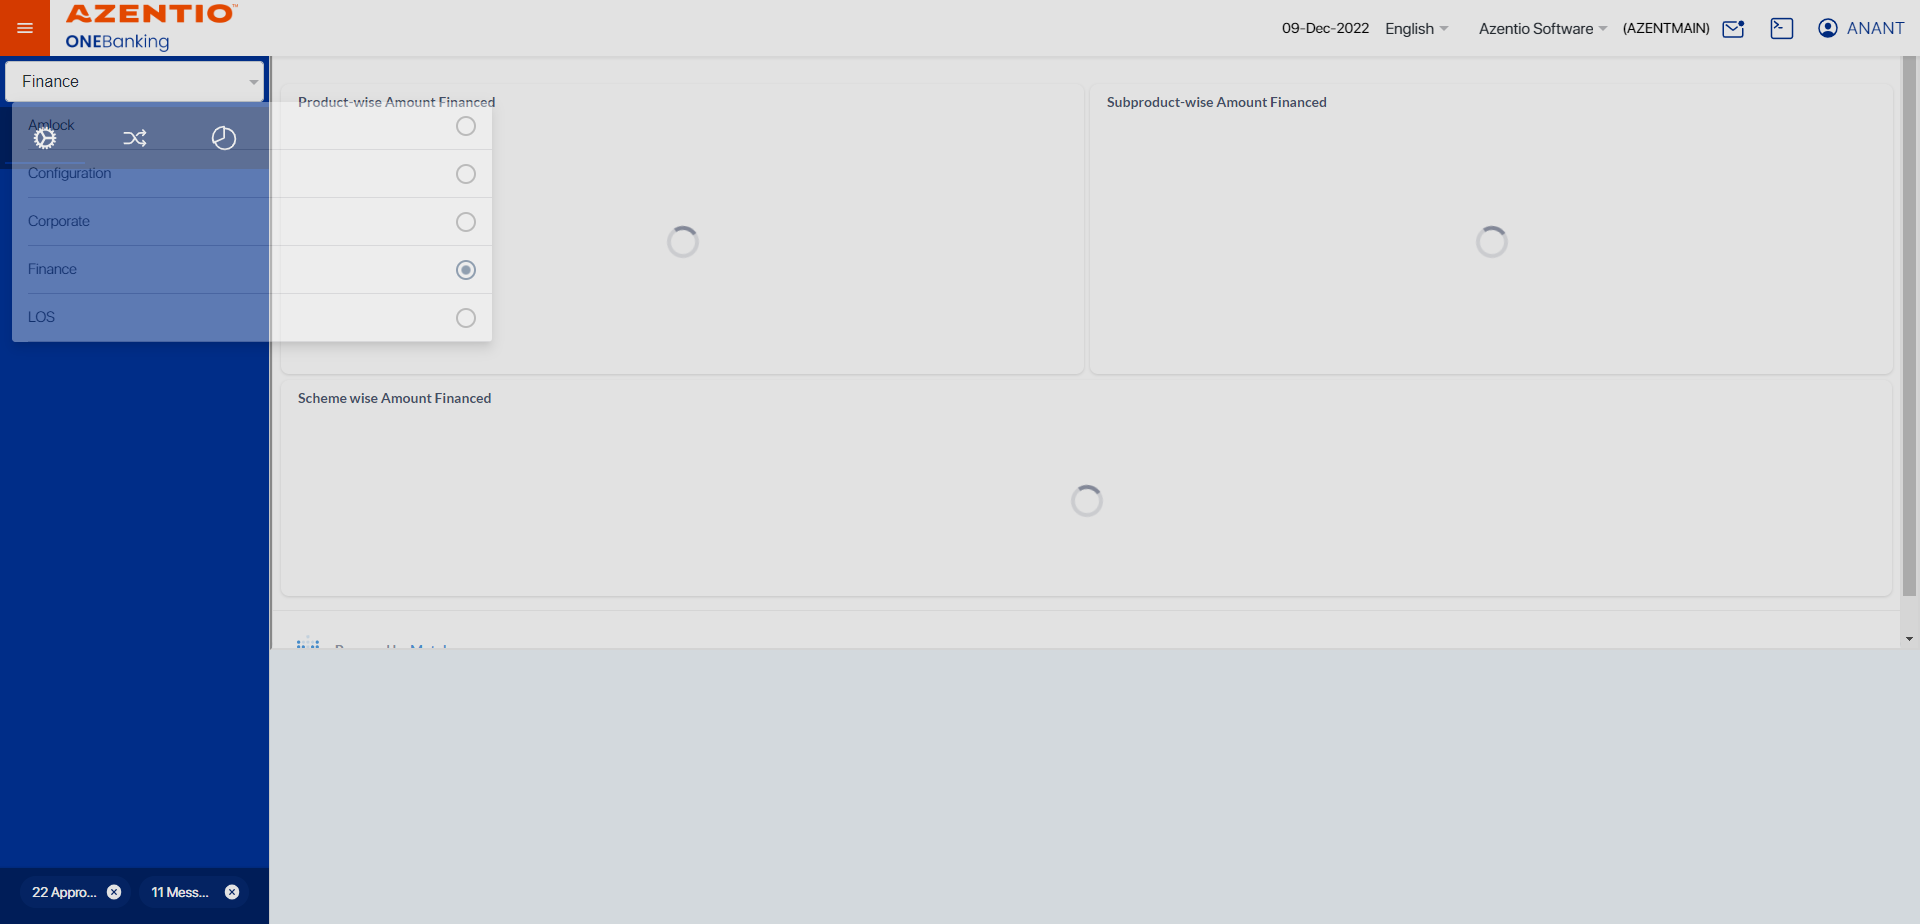 AZENTIO™
ONEBanking
09-Dec-2022 English Azentio Software (AZENTMAIN) ANANT
Finance
Amlock
Configuration
Corporate
Finance
LOS
Product-wise Amount Financed
Subproduct-wise Amount Financed
Scheme wise Amount Financed
22 Appro... 11 Mess...